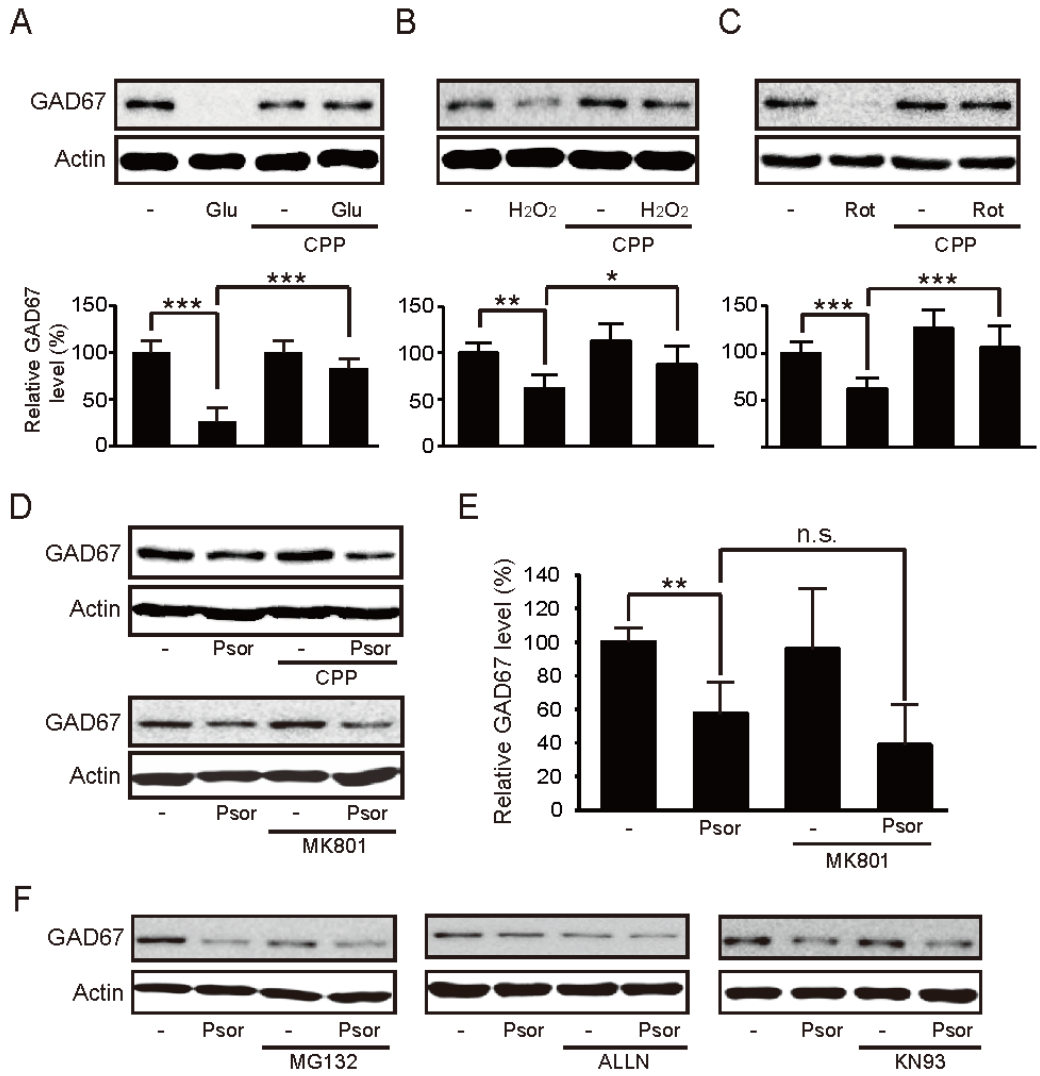 A
B
C
GAD67
Actin
- Glu - Glu
CPP
- H2O2 - H2O2
CPP
- Rot - Rot
CPP
Relative GAD67
level (%)
150
100
50
0
*** ***
150
100
50
0
** *
150
100
50
*** ***
D
GAD67
Actin
- Psor - Psor
CPP
GAD67
Actin
- Psor - Psor
MK801
E
Relative GAD67 level (%)
140
120
100
80
60
40
20
0
**
n.s.
- Psor - Psor
MK801
F
GAD67
Actin
- Psor - Psor
MG132
- Psor - Psor
ALLN
- Psor - Psor
KN93